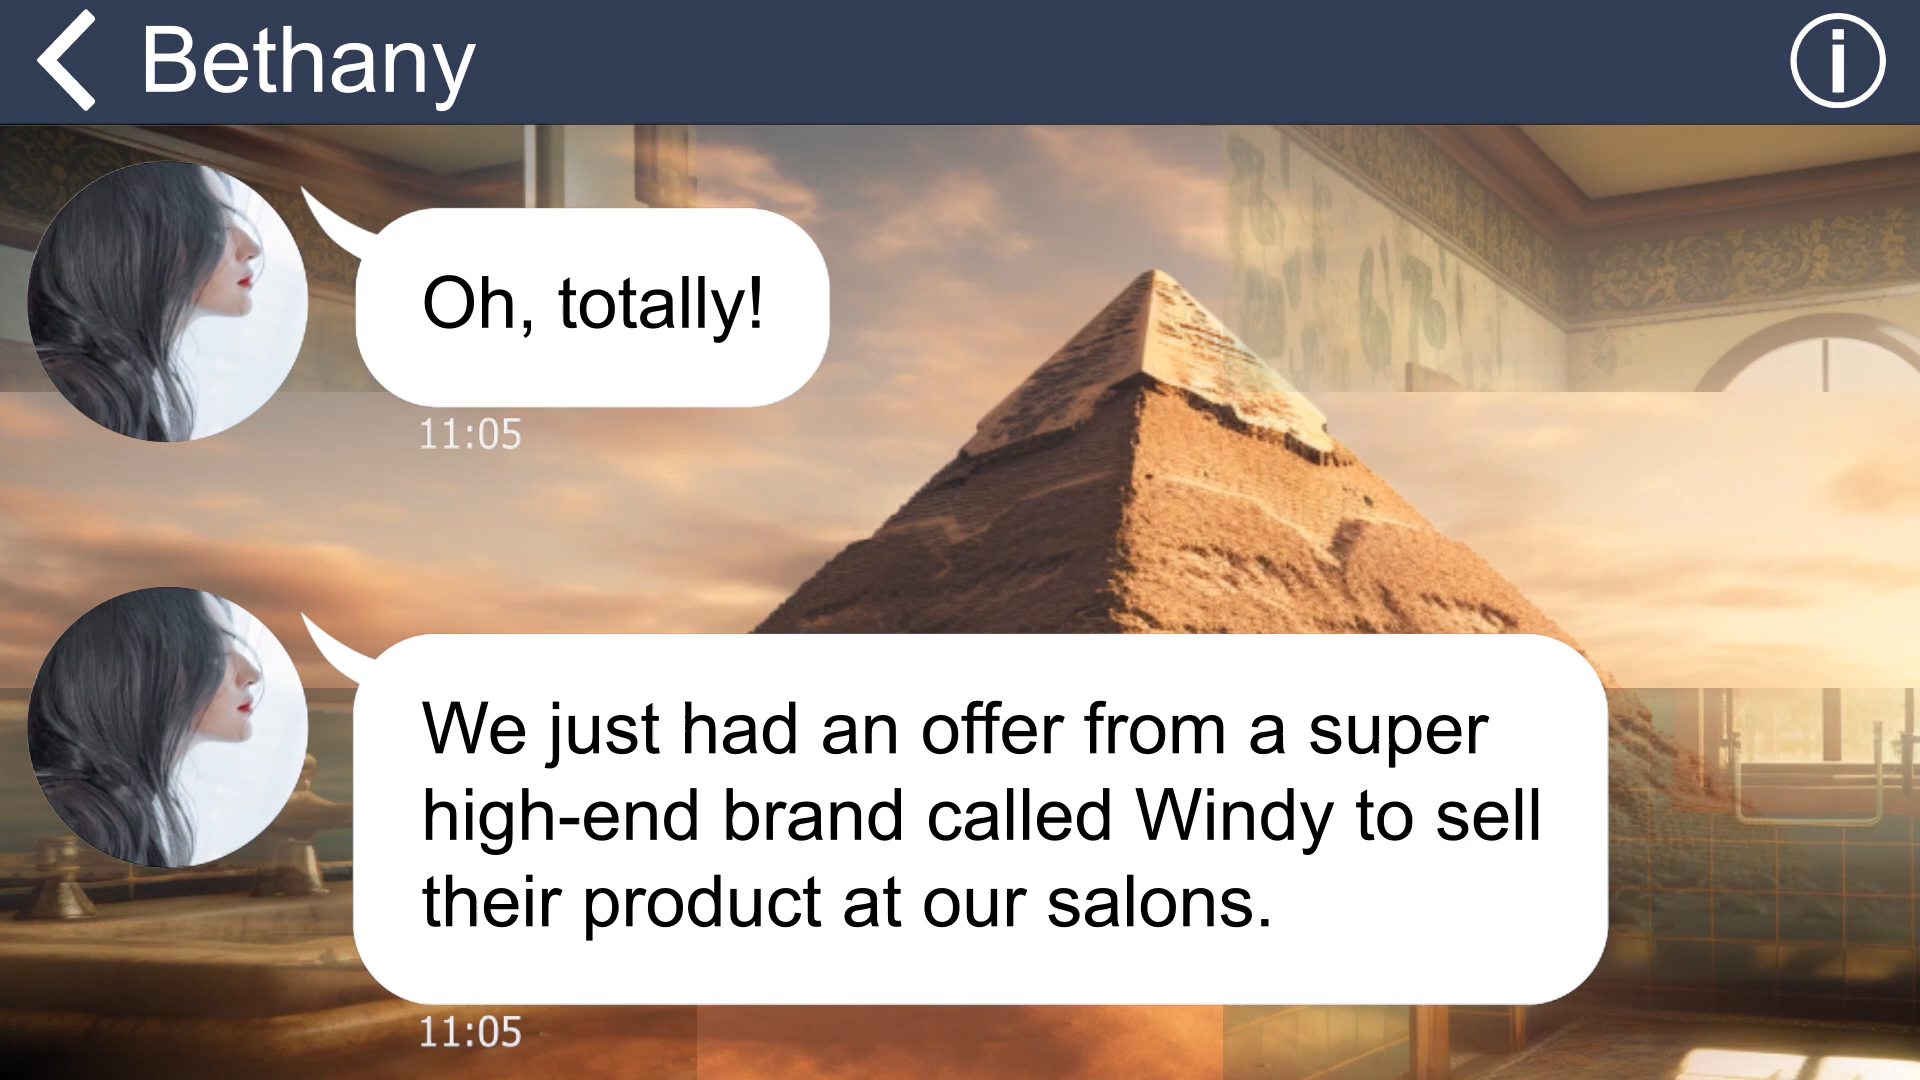 Bethany
Oh, totally!
11:05
We just had an offer from a super
high-end brand called Windy to sell
their product at our salons.
11:05